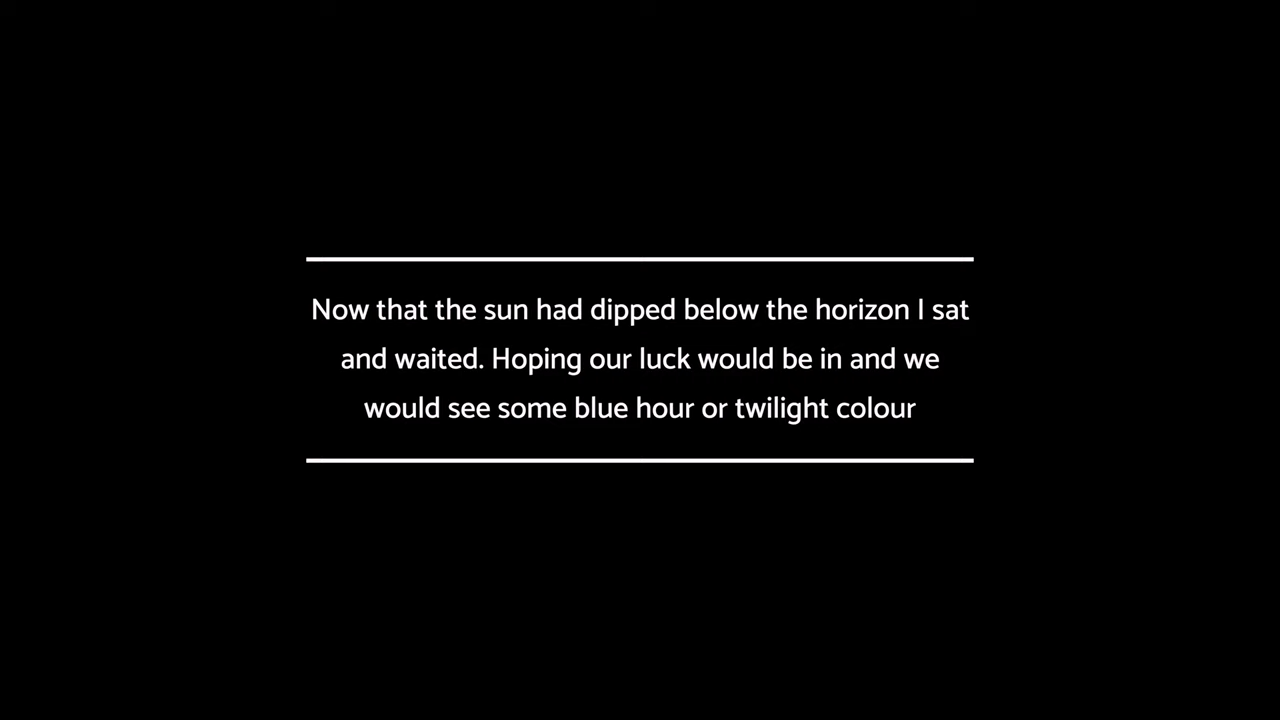 Now that the sun had dipped below the horizon I sat
and waited. Hoping our luck would be in and we
would see some blue hour or twilight colour